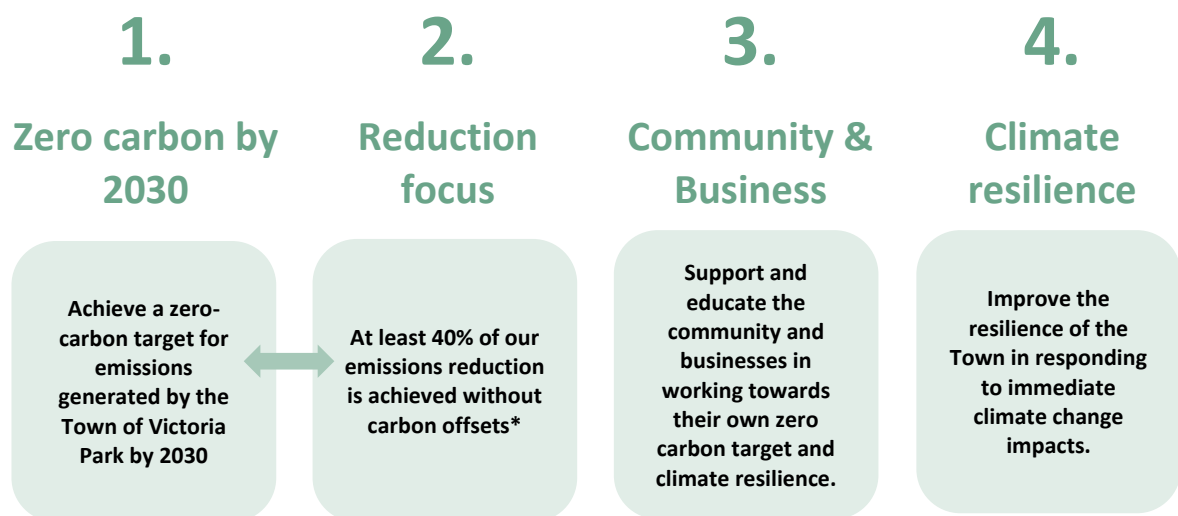 1.
Zero carbon by
2030
Achieve a zero-
carbon target for
emissions
generated by the
Town of Victoria
Park by 2030
2.
Reduction
focus
At least 40% of our
emissions reduction
is achieved without
carbon offsets*
3.
Community &
Business
Support and
educate the
community and
businesses in
working towards
their own zero
carbon target and
climate resilience.
4.
Climate
resilience
Improve the
resilience of the
Town in responding
to immediate
climate change
impacts.